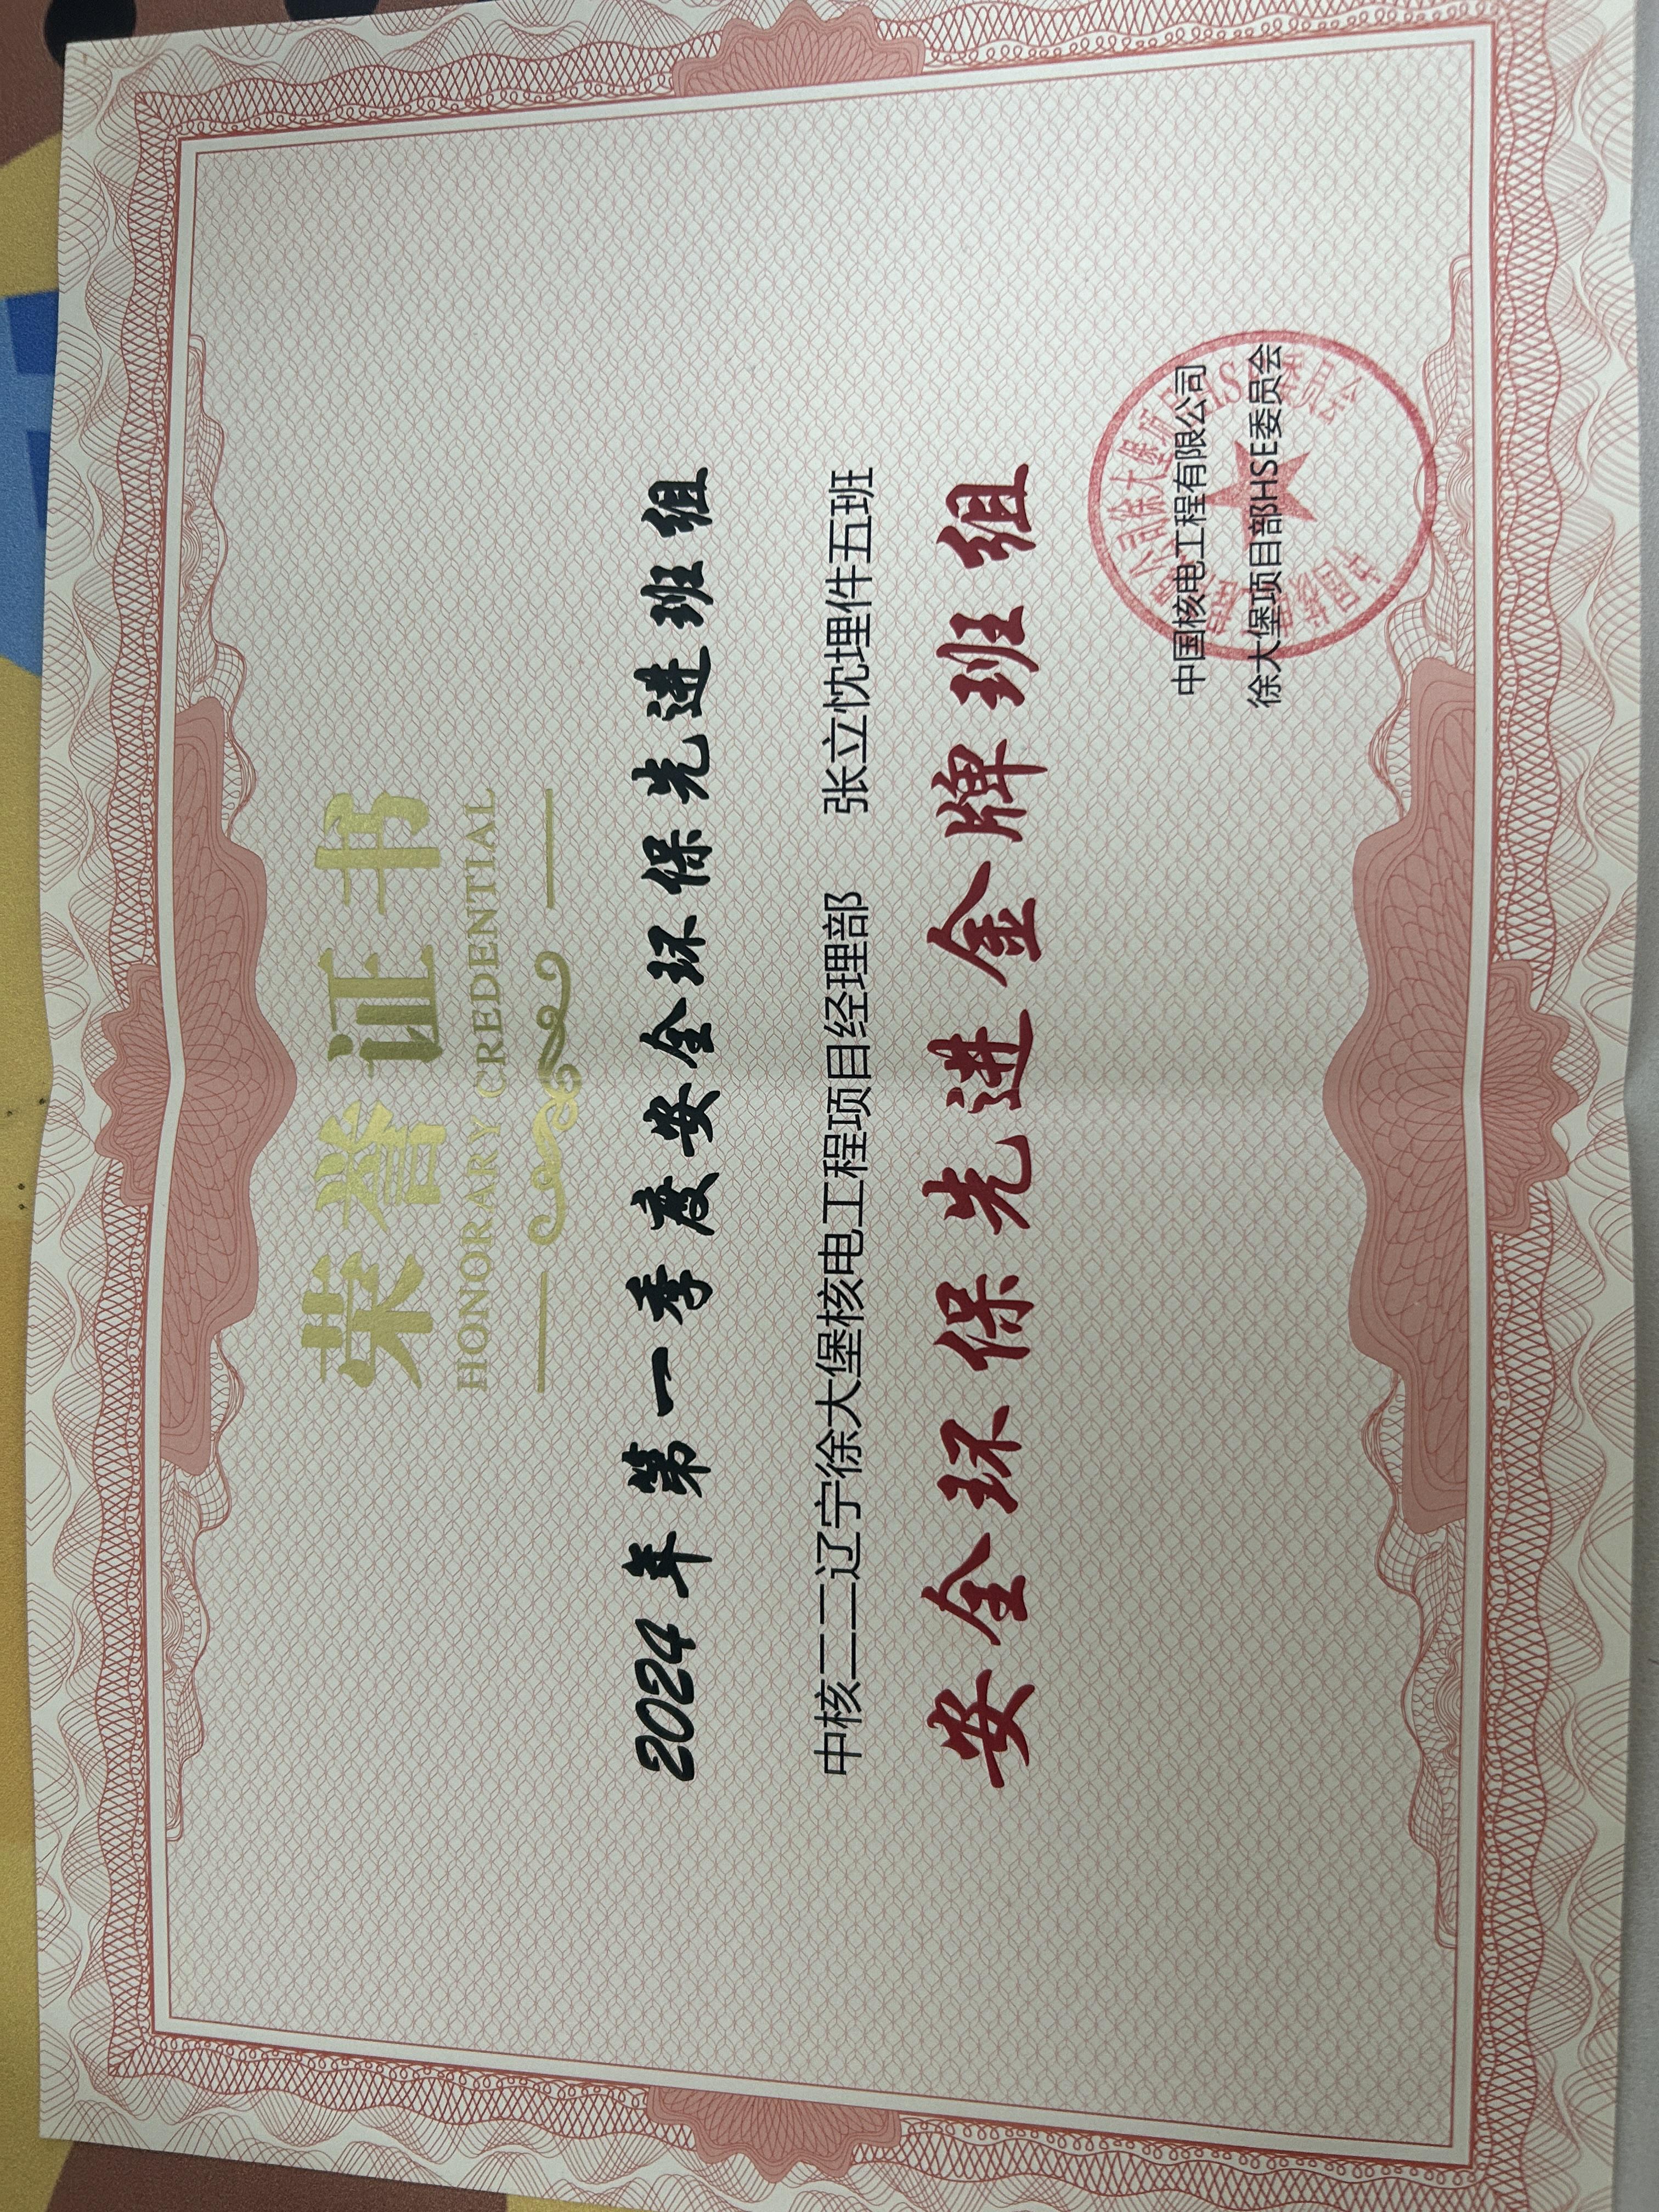 荣誉证书
HONORARY CREDENTIAL
2024年第一季度安全环保先进班组
中核二二辽宁徐大堡核电工程项目经理部 张立忱埋件五班
安全环保先进金牌班组
中国核电工程有限公司
徐大堡项目部HSE委员会